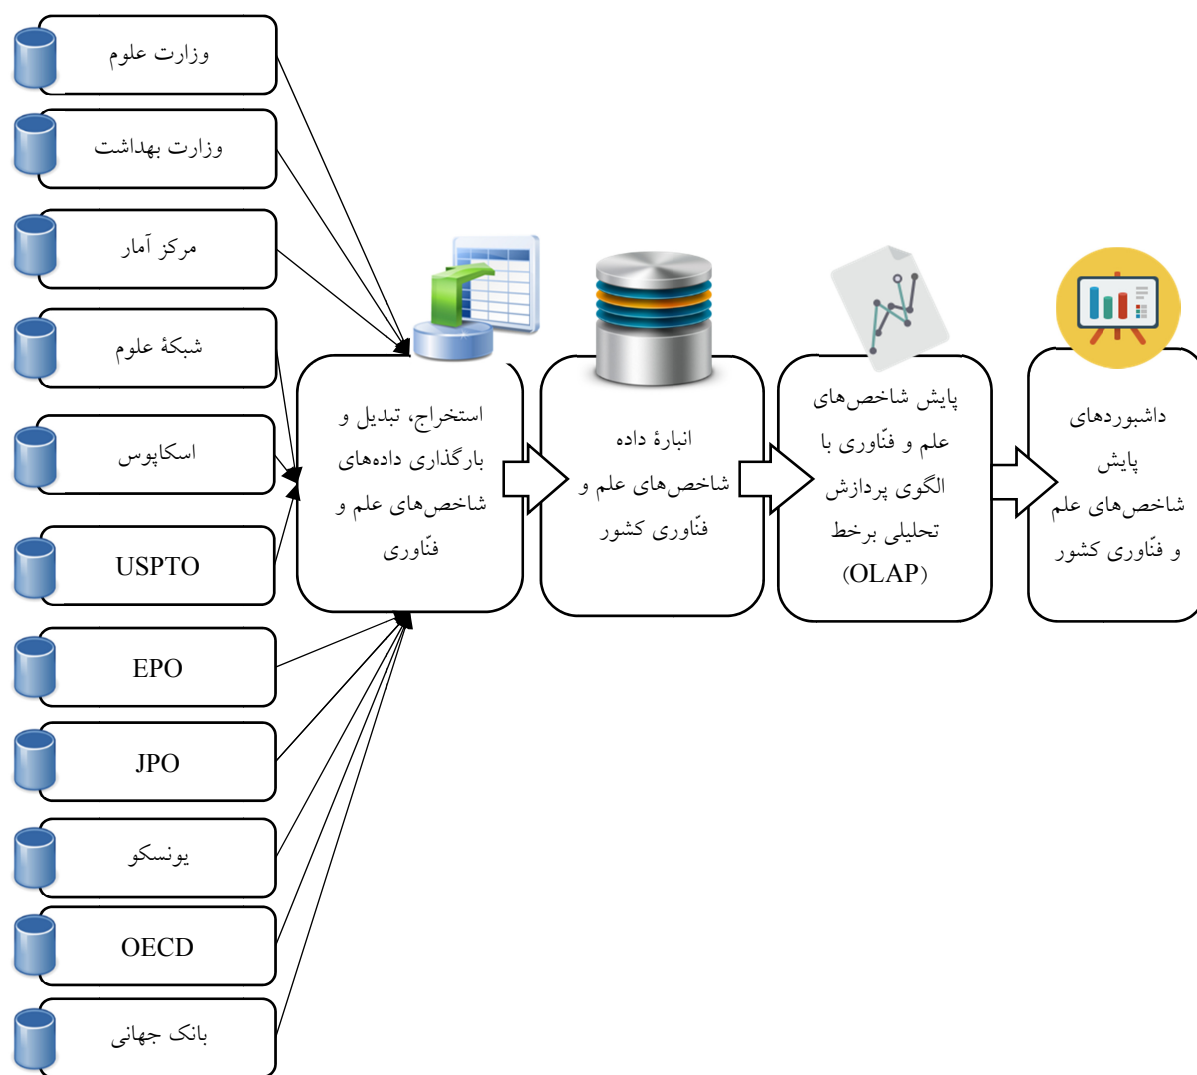 وزارت علوم
وزارت بهداشت
مرکز آمار
شبکهٔ علوم
اسکاپوس
USPTO
EPO
JPO
یونسکو
OECD
بانک جهانی
استخراج، تبدیل و
بارگذاری داده‌های
شاخص‌های علم و
فنّاوری
انبارهٔ داده
شاخص‌های علم و
فنّاوری کشور
پایش شاخص‌های
علم و فنّاوری با
الگوی پردازش
تحلیلی برخط
(OLAP)
داشبوردهای
پایش
شاخص‌های علم
و فنّاوری کشور